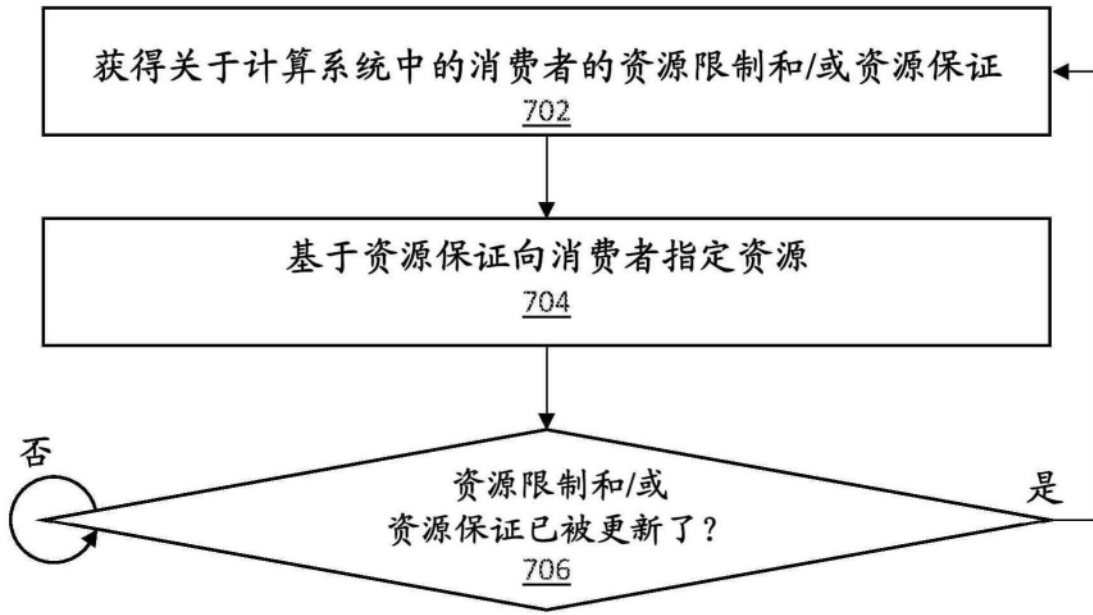 获得关于计算系统中的消费者的资源限制和/或资源保证
702
基于资源保证向消费者指定资源
704
否
资源限制和/或
是
资源保证已被更新了?
706